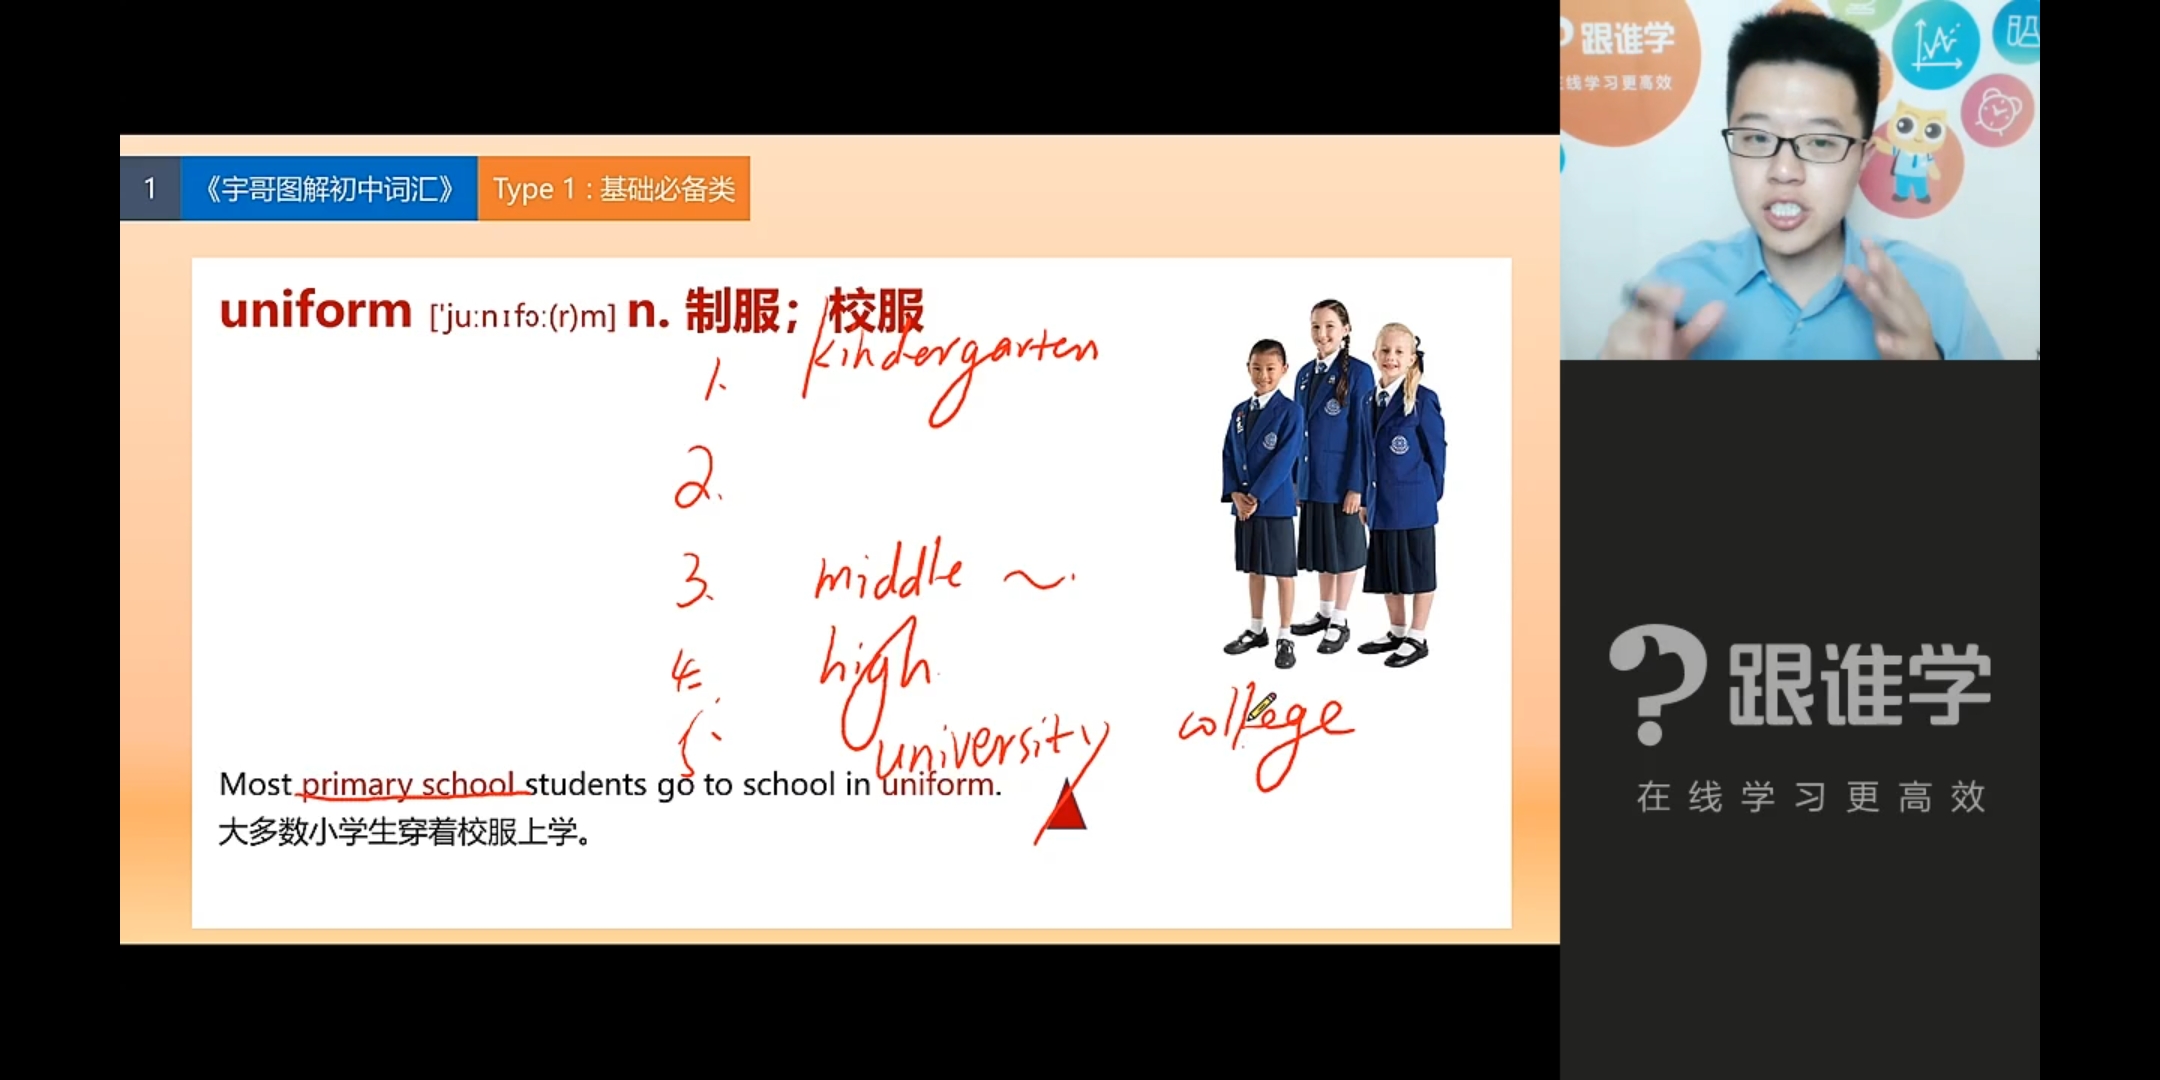 1 《宇哥图解初中词汇》 Type 1 : 基础必备类
uniform ['ju:nɪfɔ:(r)m] n. 制服；校服
1. kindergarten
2.
3. middle ~.
4. high
5. university college
Most primary school students go to school in uniform.
大多数小学生穿着校服上学。
跟谁学
在线学习更高效
跟谁学
在线学习更高效